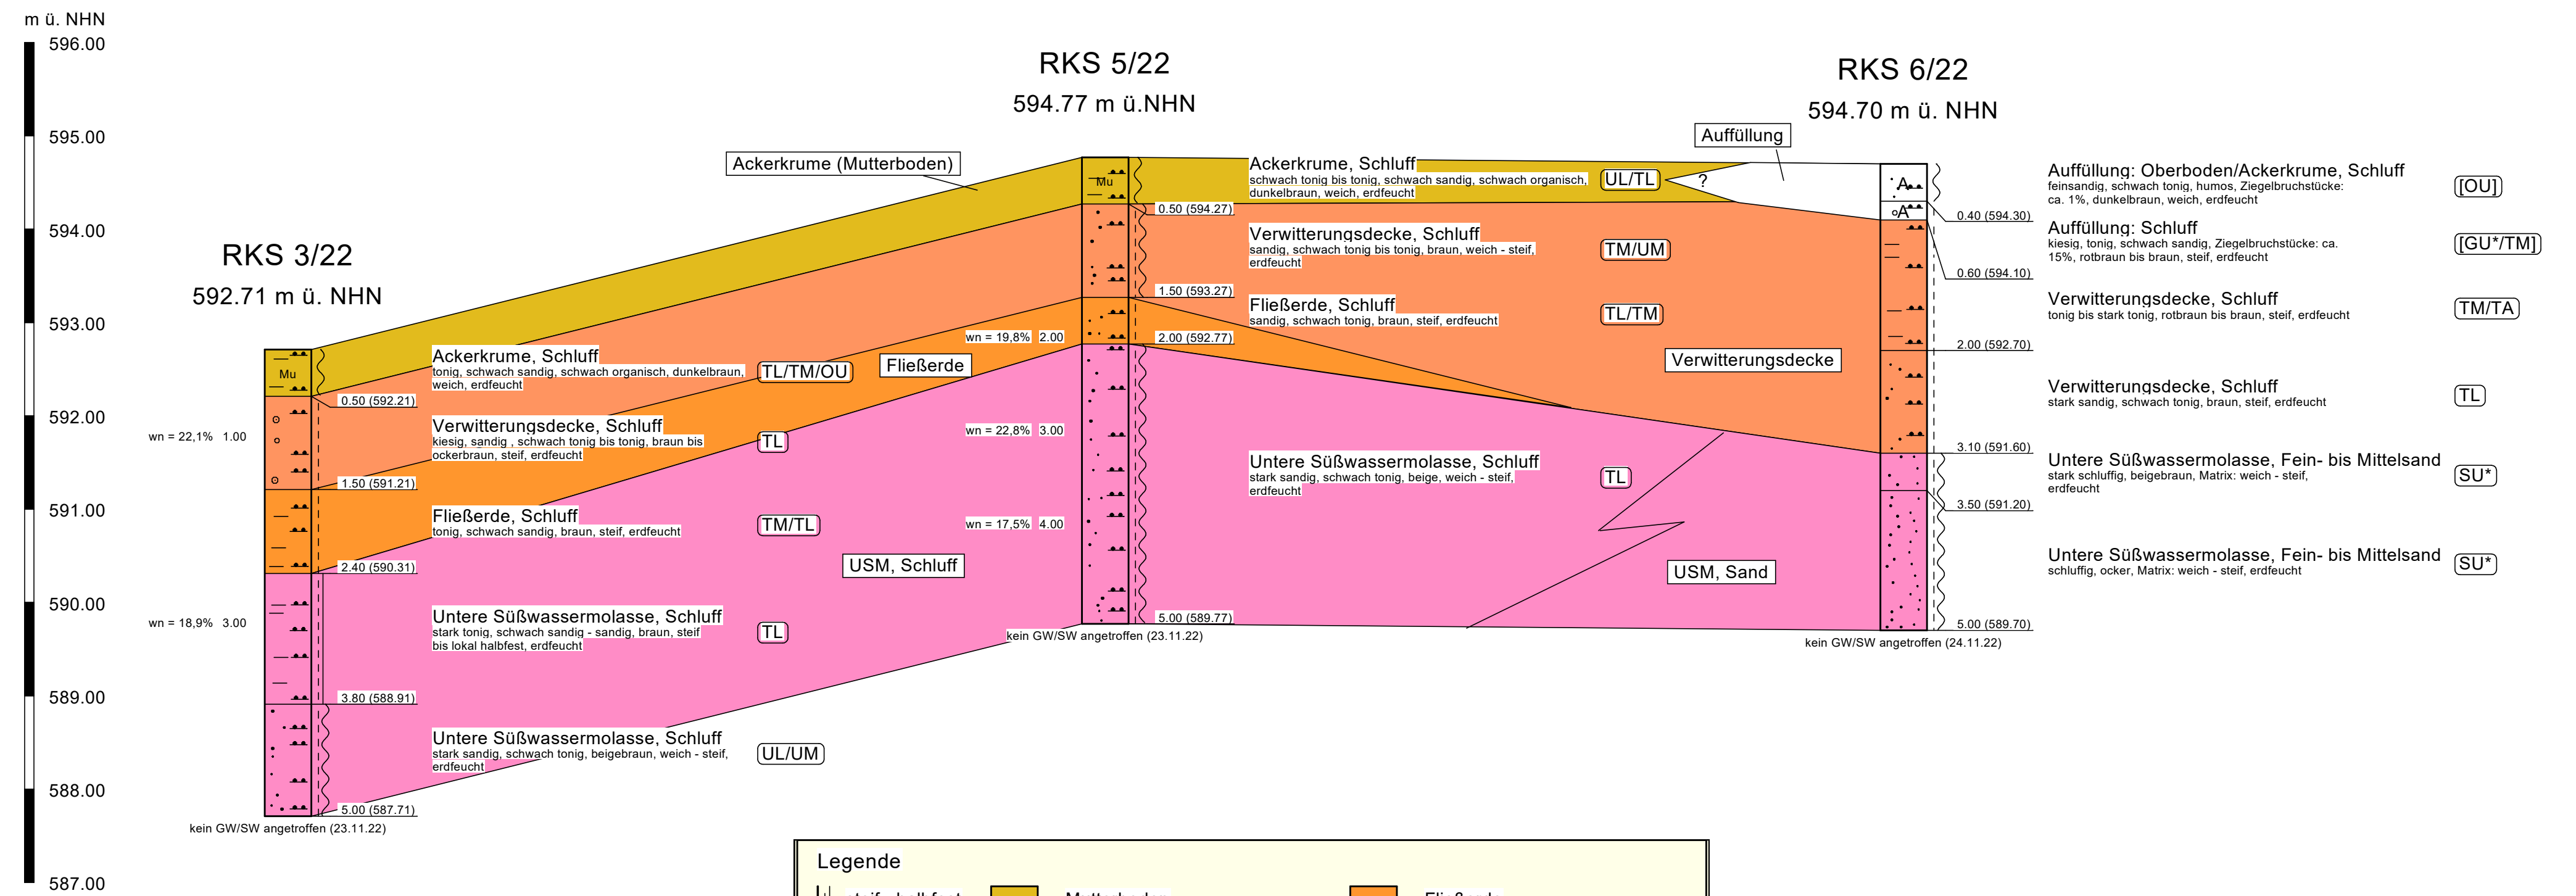 m ü. NHN
596.00
595.00
594.00
593.00
592.00
591.00
590.00
589.00
588.00
587.00
RKS 3/22
592.71 m ü. NHN
Mu
wn = 22,1% 1.00
wn = 18,9% 3.00
0.50 (592.21)
1.50 (591.21)
2.40 (590.31)
3.80 (588.91)
5.00 (587.71)
kein GW/SW angetroffen (23.11.22)
Ackerkrume, Schluff
tonig, schwach sandig, schwach organisch, dunkelbraun,
weich, erdfeucht
TL/TM/OU
Verwitterungsdecke, Schluff
kiesig, sandig , schwach tonig bis tonig, braun bis
ockerbraun, steif, erdfeucht
TL
Fließerde, Schluff
tonig, schwach sandig, braun, steif, erdfeucht
TM/TL
Untere Süßwassermolasse, Schluff
stark tonig, schwach sandig - sandig, braun, steif
bis lokal halbfest, erdfeucht
TL
Untere Süßwassermolasse, Schluff
stark sandig, schwach tonig, beigebraun, weich - steif,
erdfeucht
UL/UM
Ackerkrume (Mutterboden)
Fließerde
USM, Schluff
RKS 5/22
594.77 m ü.NHN
Mu
wn = 19,8% 2.00
wn = 22,8% 3.00
wn = 17,5% 4.00
0.50 (594.27)
1.50 (593.27)
2.00 (592.77)
5.00 (589.77)
kein GW/SW angetroffen (23.11.22)
Ackerkrume, Schluff
schwach tonig bis tonig, schwach sandig, schwach organisch,
dunkelbraun, weich, erdfeucht
UL/TL
Verwitterungsdecke, Schluff
sandig, schwach tonig bis tonig, braun, weich - steif,
erdfeucht
TM/UM
Fließerde, Schluff
sandig, schwach tonig, braun, steif, erdfeucht
TL/TM
Untere Süßwassermolasse, Schluff
stark sandig, schwach tonig, beige, weich - steif,
erdfeucht
TL
Auffüllung
?
Verwitterungsdecke
USM, Sand
RKS 6/22
594.70 m ü. NHN
A
A
0.40 (594.30)
0.60 (594.10)
2.00 (592.70)
3.10 (591.60)
3.50 (591.20)
5.00 (589.70)
kein GW/SW angetroffen (24.11.22)
Auffüllung: Oberboden/Ackerkrume, Schluff
feinsandig, schwach tonig, humos, Ziegelbruchstücke:
ca. 1%, dunkelbraun, weich, erdfeucht
[OU]
Auffüllung: Schluff
kiesig, tonig, schwach sandig, Ziegelbruchstücke: ca.
15%, rotbraun bis braun, steif, erdfeucht
[GU*/TM]
Verwitterungsdecke, Schluff
tonig bis stark tonig, rotbraun bis braun, steif, erdfeucht
TM/TA
Verwitterungsdecke, Schluff
stark sandig, schwach tonig, braun, steif, erdfeucht
TL
Untere Süßwassermolasse, Fein- bis Mittelsand
stark schluffig, beigebraun, Matrix: weich - steif,
erdfeucht
SU*
Untere Süßwassermolasse, Fein- bis Mittelsand
schluffig, ocker, Matrix: weich - steif, erdfeucht
SU*
Legende